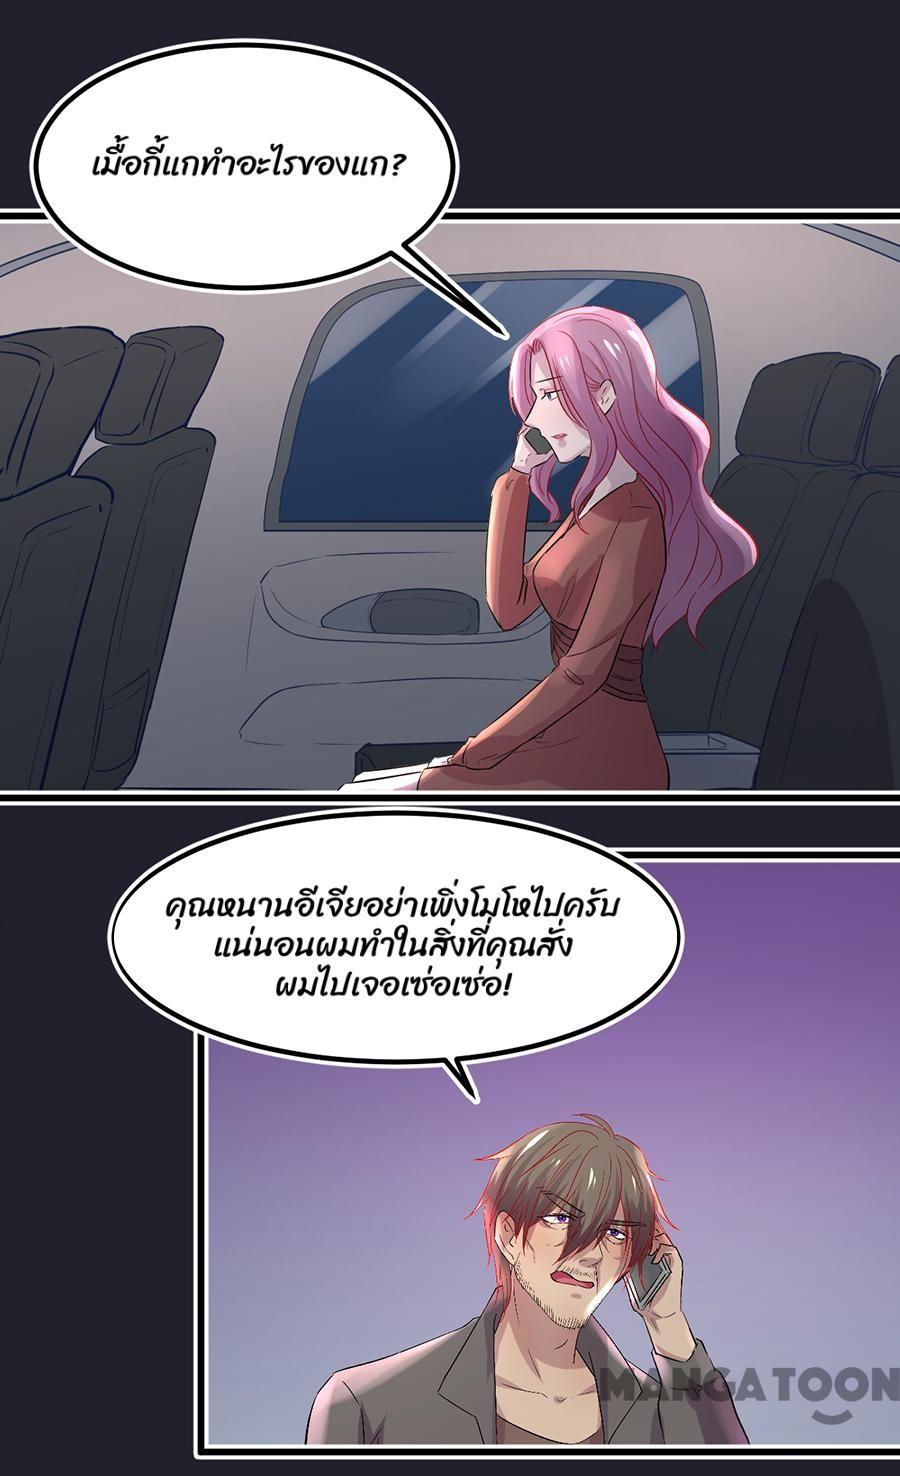 เมื่อกี้แกทำอะไรของแก?
คุณหนานอีเจียอย่าเพิ่งโมโหไปครับ
แน่นอนผมทำในสิ่งที่คุณสั่ง
ผมไปเจอเซ่อเซ่อ!
MANGATOON